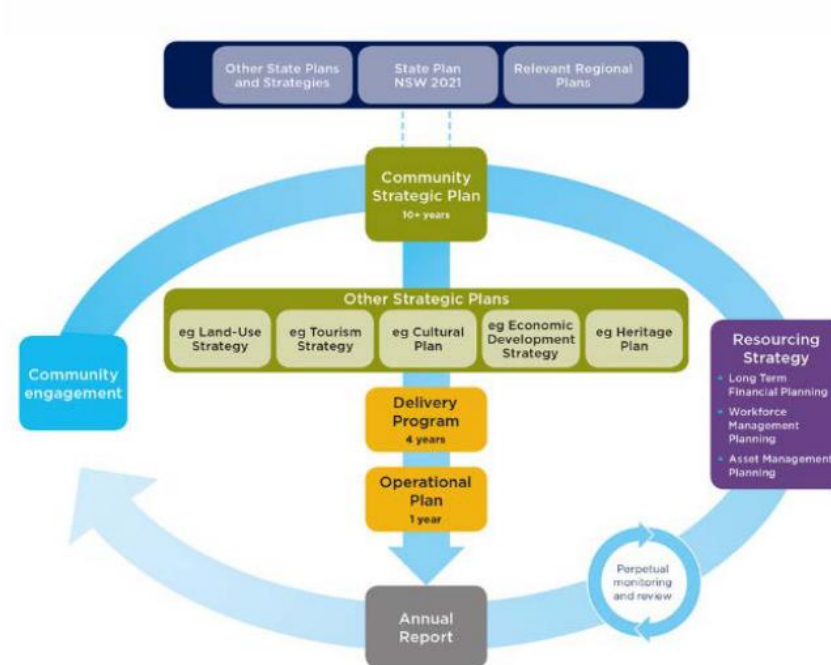 Other State Plans
and Strategies
State Plan
NSW 2021
Relevant Regional
Plans
Community
Strategic Plan
10+ years
Other Strategic Plans
eg Land-Use
Strategy
eg Tourism
Strategy
eg Cultural
Plan
eg Economic
Development
Strategy
eg Heritage
Plan
Community
engagement
Resourcing
Strategy
• Long Term
Financial Planning
• Workforce
Management
Planning
• Asset Management
Planning
Delivery
Program
4 years
Operational
Plan
1 year
Perpetual
monitoring
and review
Annual
Report